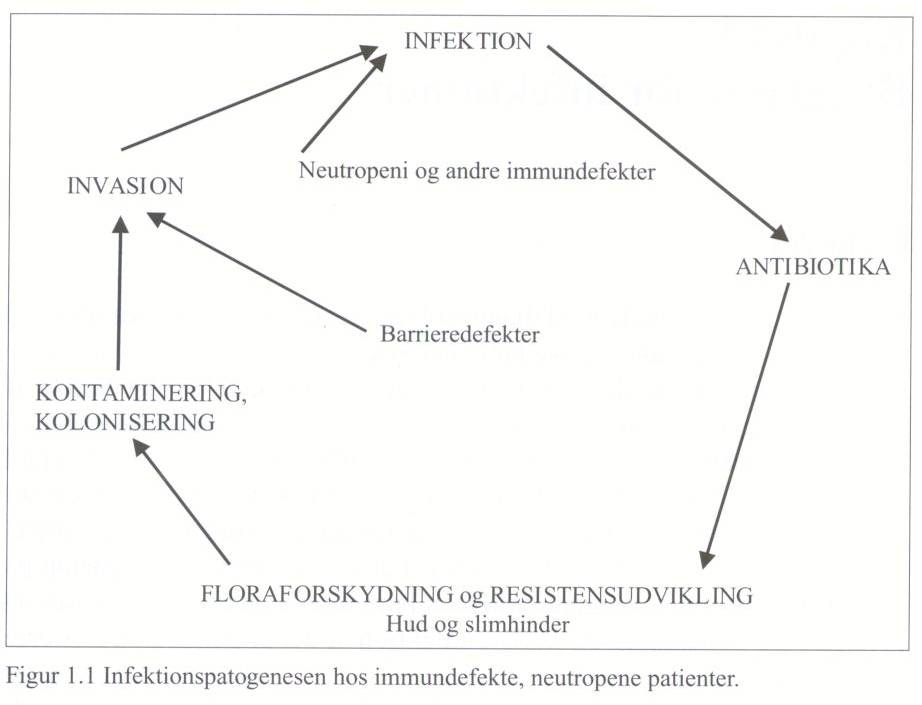 INFEKTION
Neutropeni og andre immundefekter
INVASION
ANTIBIOTIKA
Barrieredefekter
KONTAMINERING,
KOLONISERING
FLORAFORSKYDNING og RESISTENSUDVIKLING
Hud og slimhinder
Figur 1.1 Infektionspatogenesen hos immundefekte, neutropene patienter.